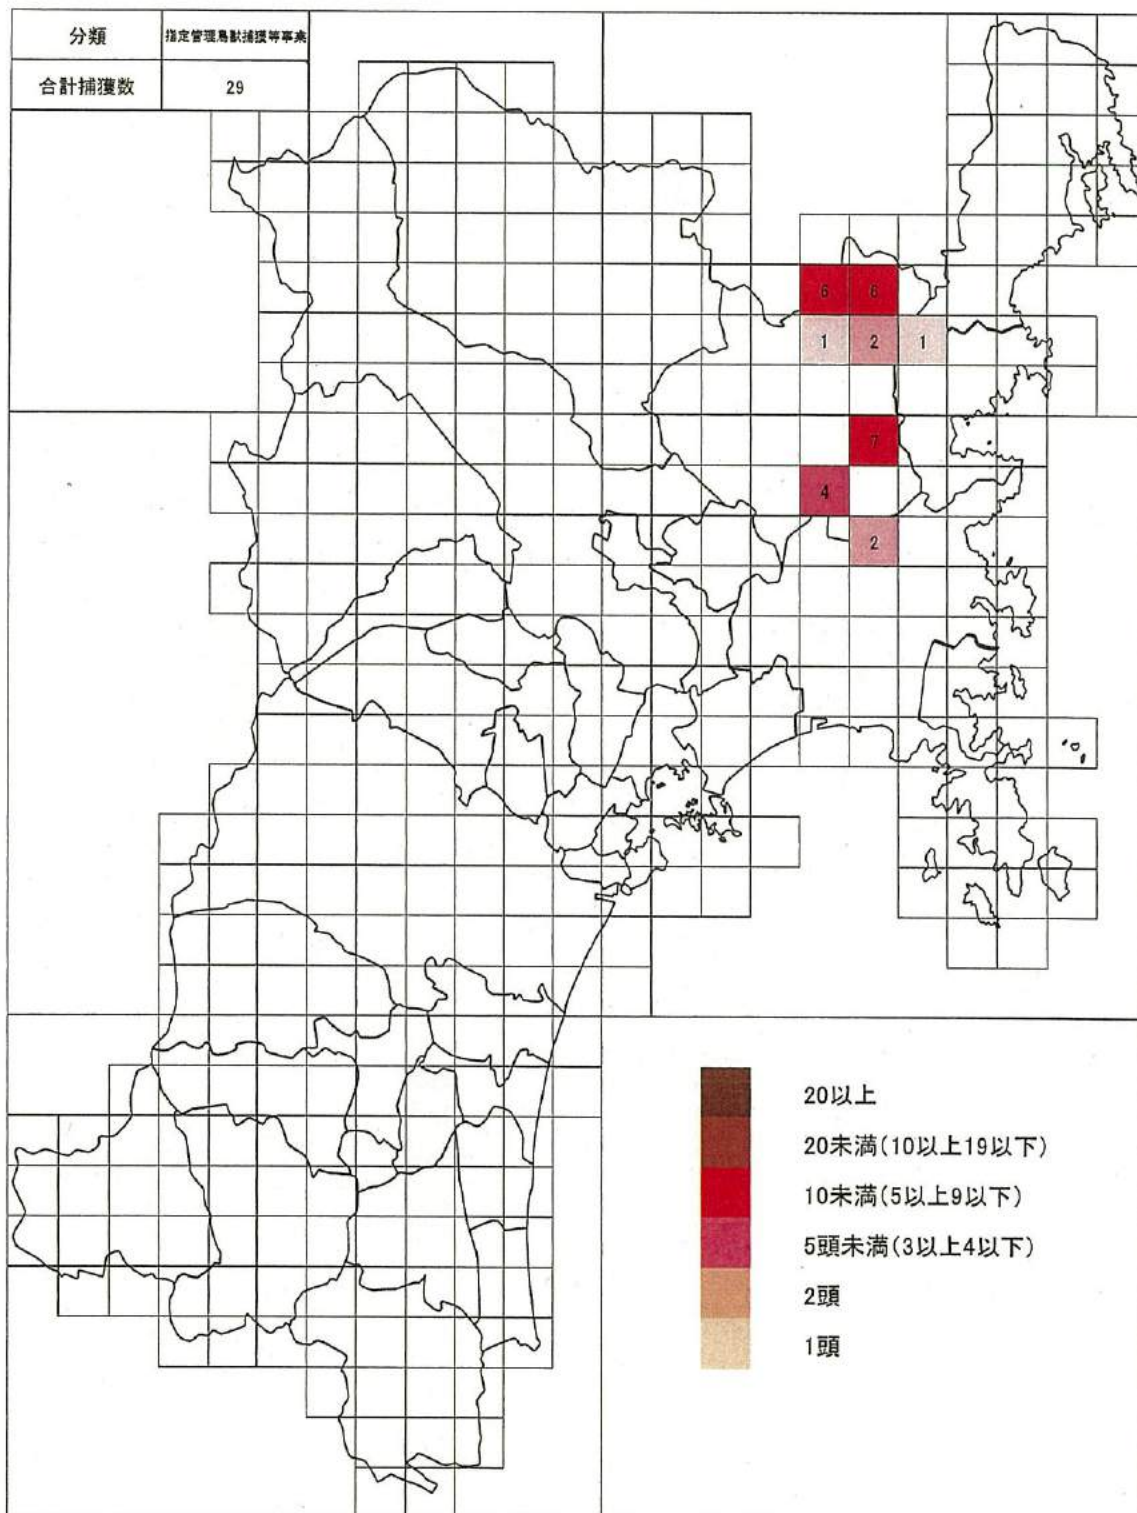 分類 指定管理鳥獣捕獲等事業
合計捕獲数 29
6 6
1 2 1
7
4
2
20以上
20未満(10以上19以下)
10未満(5以上9以下)
5頭未満(3以上4以下)
2頭
1頭